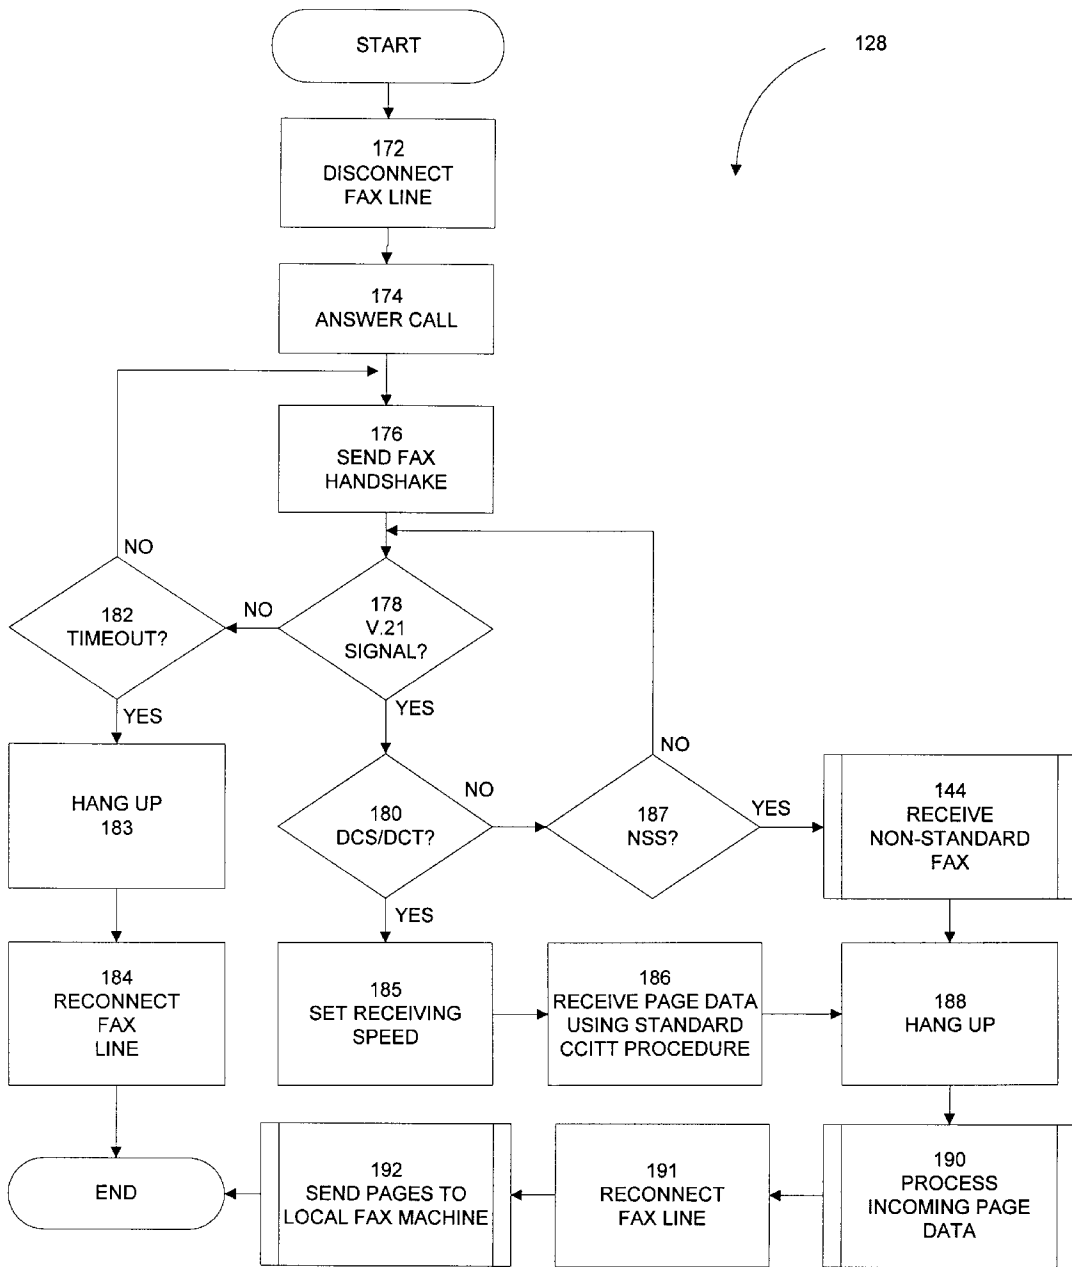 START
128
172
DISCONNECT
FAX LINE
174
ANSWER CALL
176
SEND FAX
HANDSHAKE
NO
182
TIMEOUT?
NO
178
V.21
SIGNAL?
YES
YES
HANG UP
183
180
DCS/DCT?
NO
187
NSS?
NO
YES
144
RECEIVE
NON-STANDARD
FAX
YES
184
RECONNECT
FAX
LINE
185
SET RECEIVING
SPEED
186
RECEIVE PAGE DATA
USING STANDARD
CCITT PROCEDURE
188
HANG UP
END
192
SEND PAGES TO
LOCAL FAX MACHINE
191
RECONNECT
FAX LINE
190
PROCESS
INCOMING PAGE
DATA